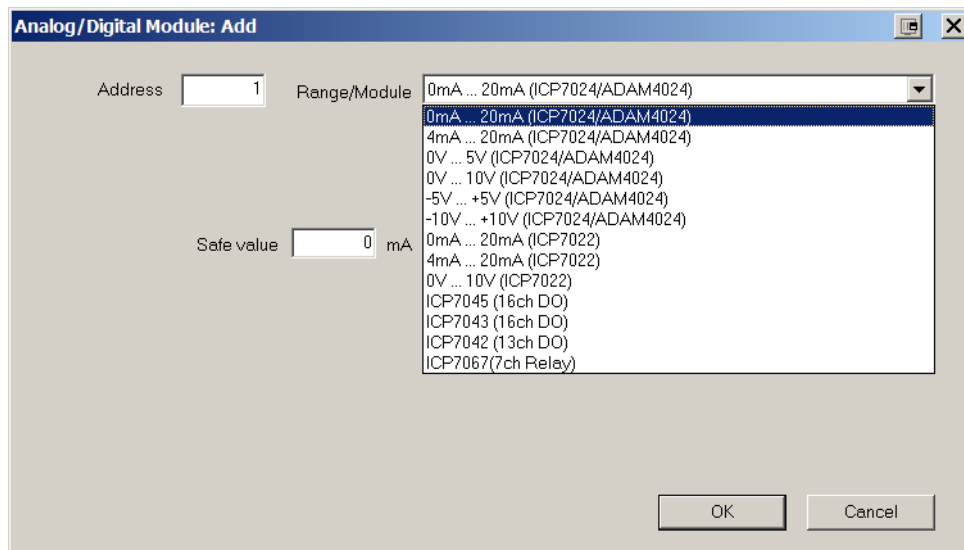 Analog/Digital Module: Add
Address 1 Range/Module 0mA ... 20mA (ICP7024/ADAM4024)
0mA ... 20mA (ICP7024/ADAM4024)
4mA ... 20mA (ICP7024/ADAM4024)
0V ... 5V (ICP7024/ADAM4024)
0V ... 10V (ICP7024/ADAM4024)
-5V ... +5V (ICP7024/ADAM4024)
-10V ... +10V (ICP7024/ADAM4024)
Safe value 0 mA
0mA ... 20mA (ICP7022)
4mA ... 20mA (ICP7022)
0V ... 10V (ICP7022)
ICP7045 (16ch DO)
ICP7043 (16ch DO)
ICP7042 (13ch DO)
ICP7067(7ch Relay)
OK Cancel